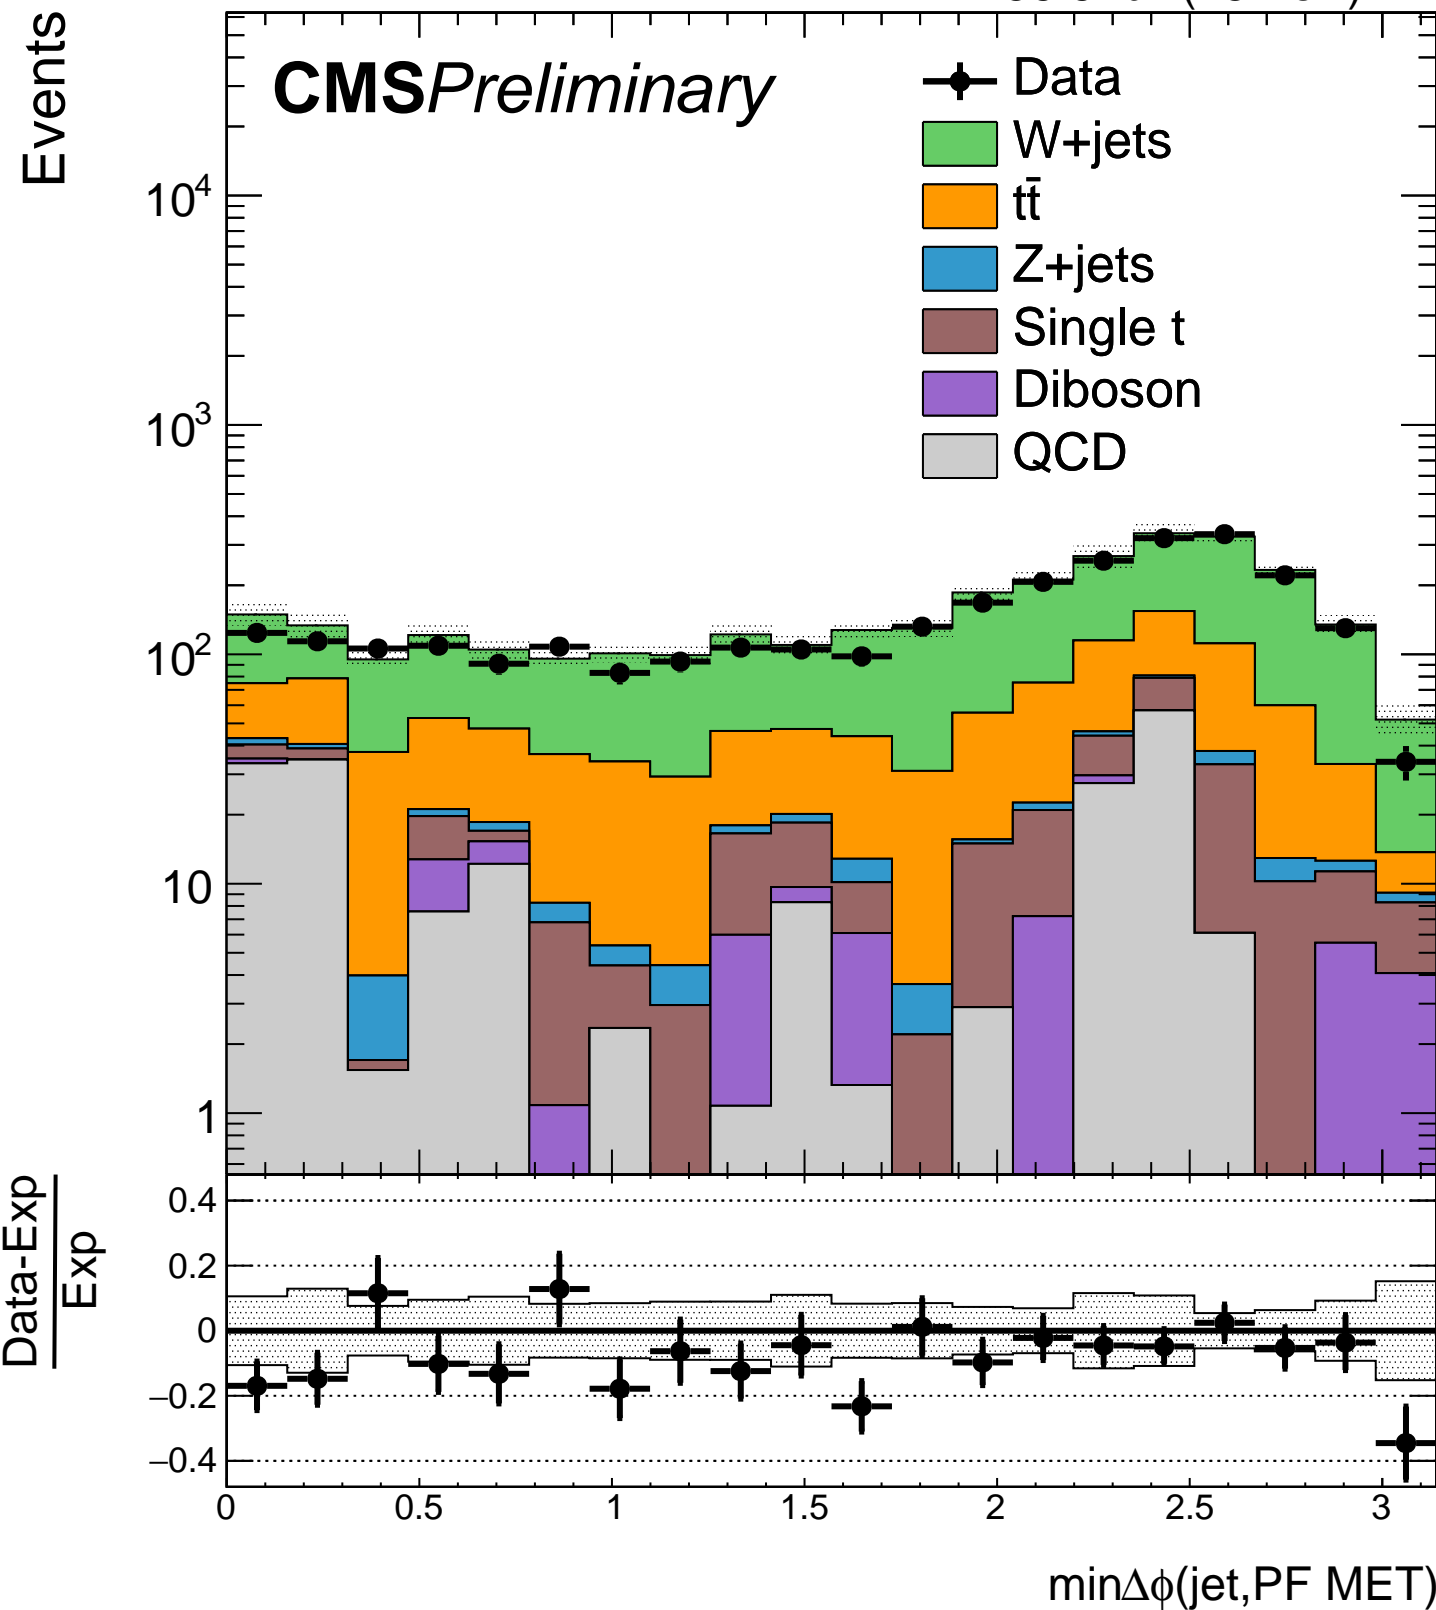 Events
CMSPreliminary
Data
W+jets
tt̄
Z+jets
Single t
Diboson
QCD
10⁴
10³
10²
10
1
Data-Exp
Exp
0.4
0.2
0
−0.2
−0.4
0 0.5 1 1.5 2 2.5 3
minΔϕ(jet,PF MET)